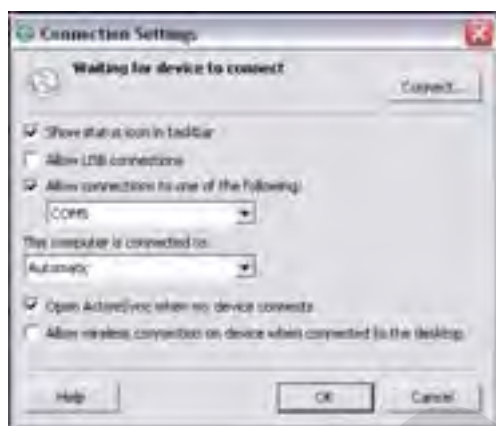 Connection Settings
Waiting for device to connect
Connect...
Show status icon in taskbar
Allow USB connections
Allow connections to one of the following:
This computer is connected to:
Automatic
Open ActiveSync when my device connects
Allow wireless connection on device when connected to the desktop.
Help
OK
Cancel